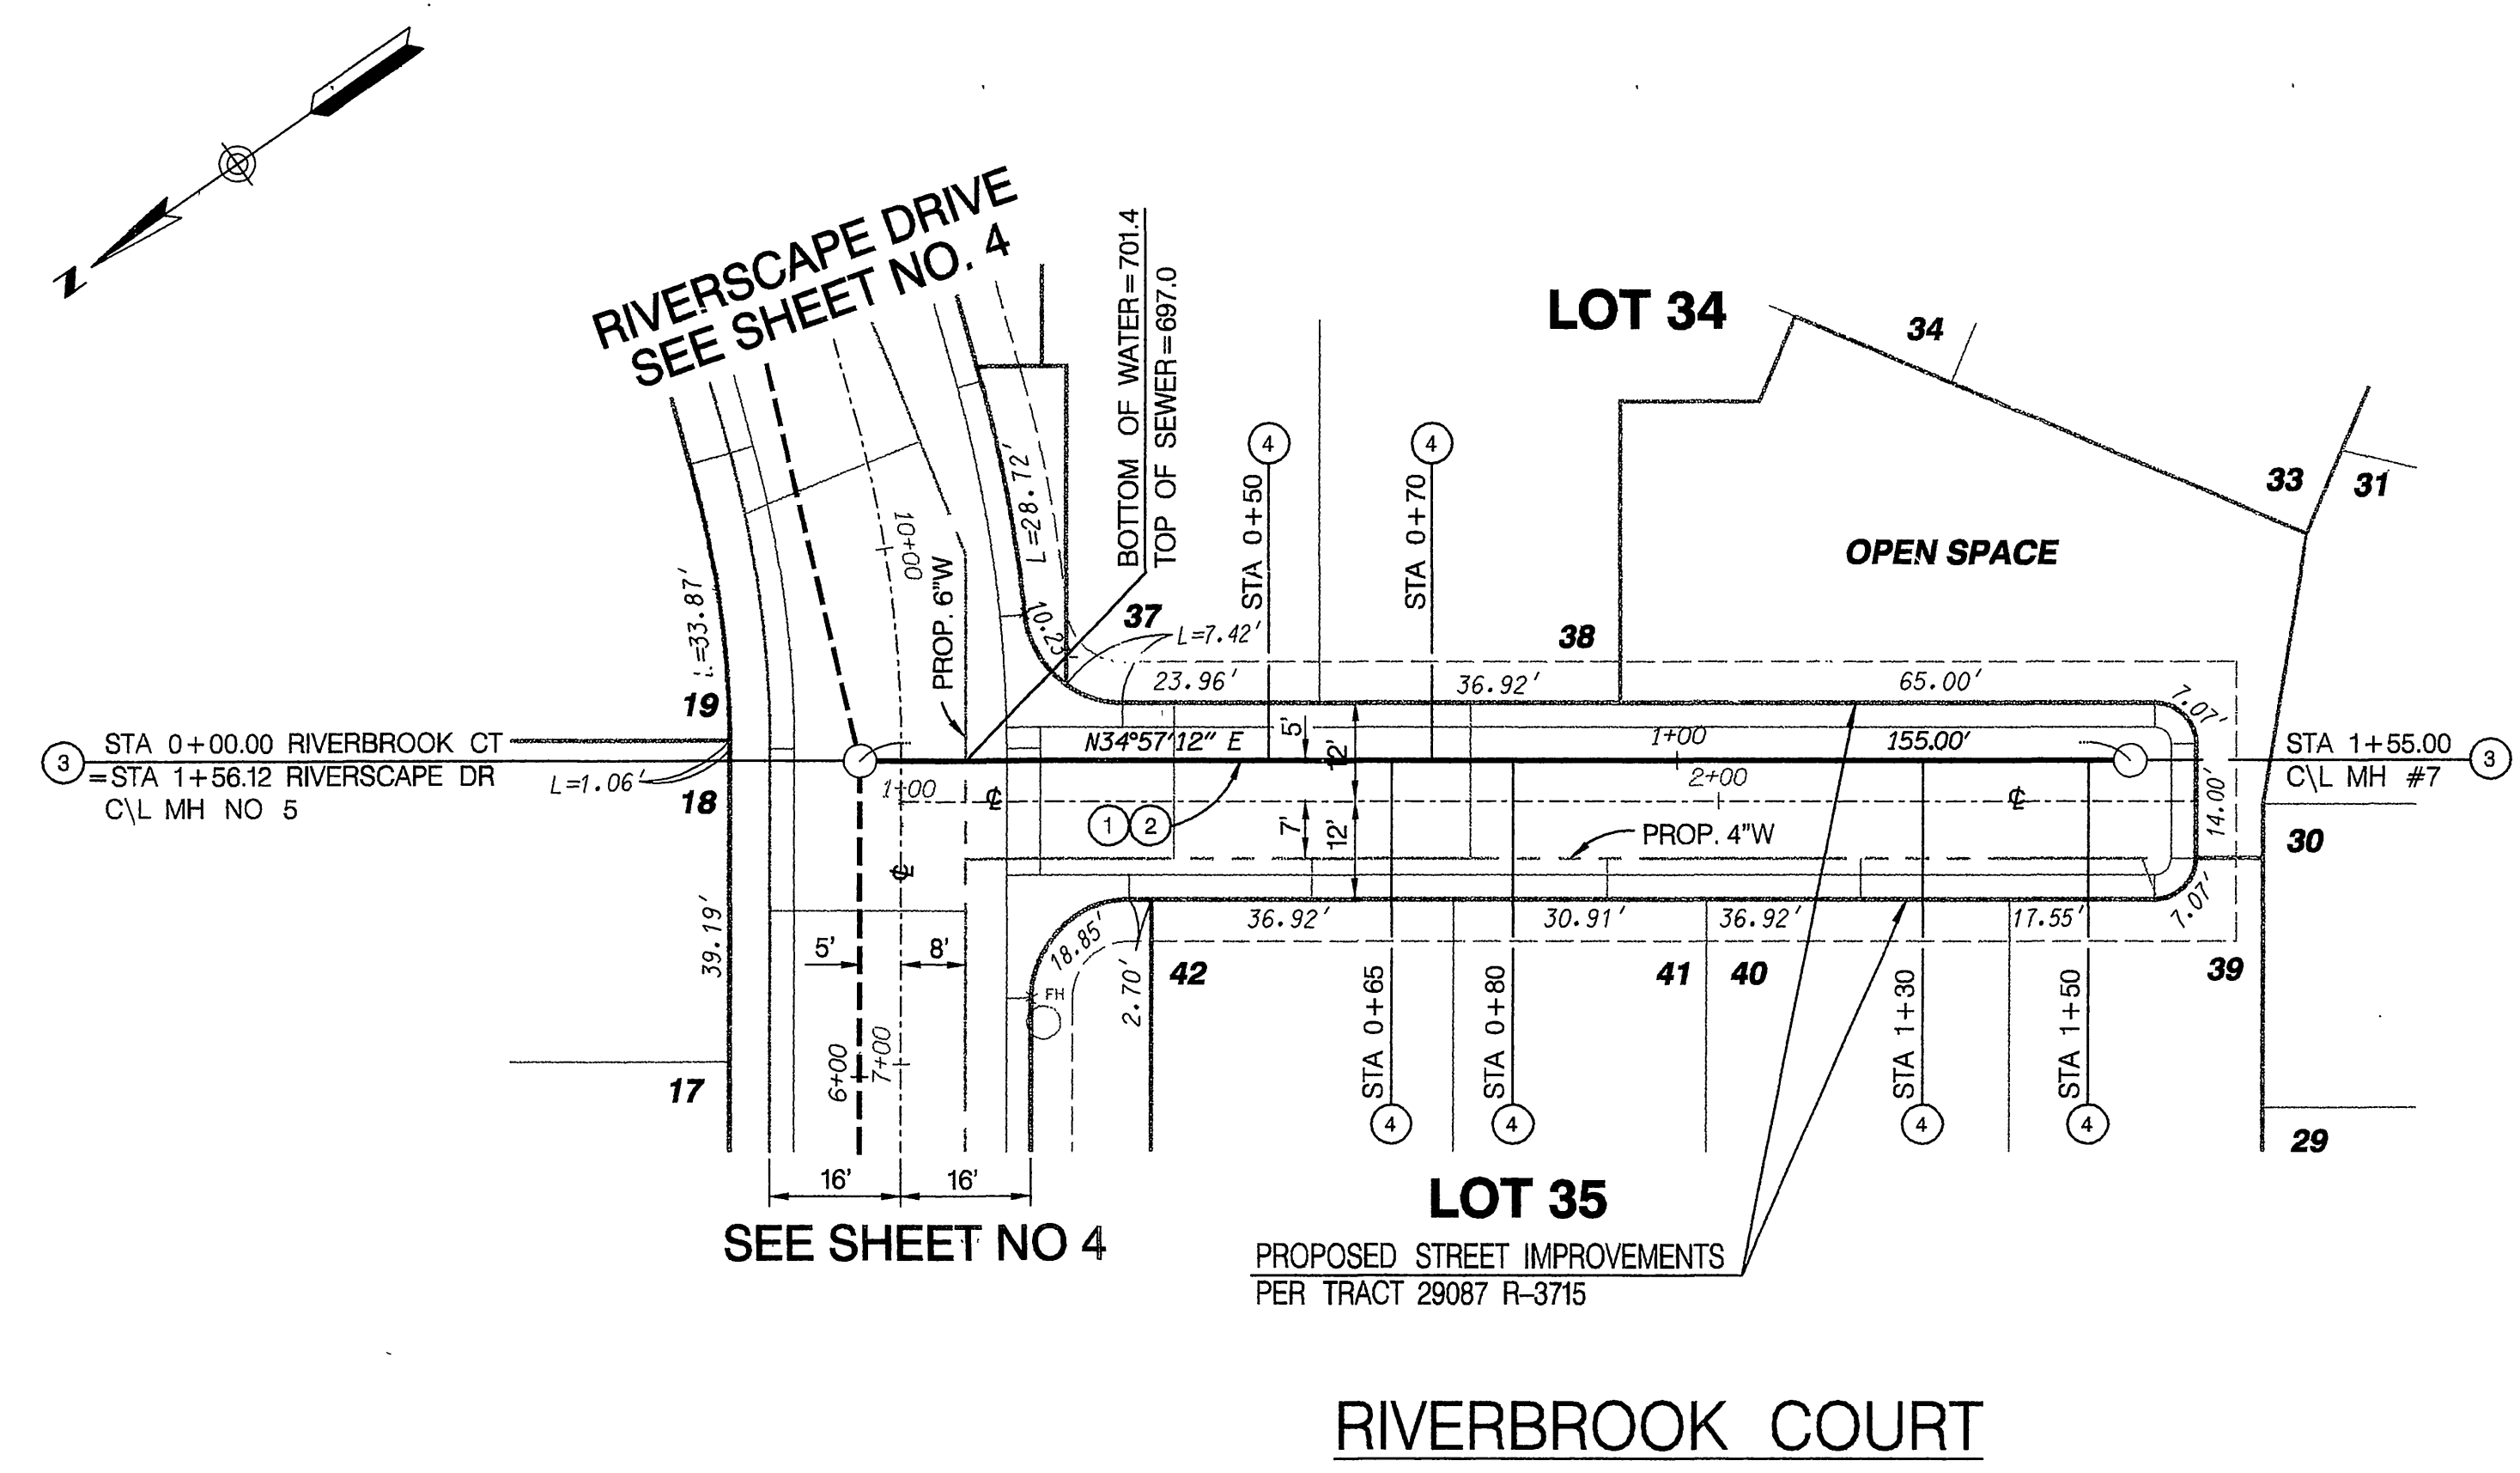 N
RIVERSCAPE DRIVE
SEE SHEET NO. 4
BOTTOM OF WATER=701.4
TOP OF SEWER=697.0
LOT 34
34
33
31
OPEN SPACE
4
STA 0+50
4
STA 0+70
L=28.72'
10+00
L=33.87'
PROP. 6"W
23.01'
37
L=7.42'
38
23.96'
36.92'
65.00'
7.07'
19
3
STA 0+00.00 RIVERBROOK CT
=STA 1+56.12 RIVERSCAPE DR
C\L MH NO 5
L=1.06'
18
N34°57'12" E
5'
12'
1+00
155.00'
STA 1+55.00
C\L MH #7
3
1+00
℄
2+00
℄
14.00'
1
2
7'
12'
PROP. 4"W
30
℄
39.19'
5'
8'
18.85'
36.92'
30.91'
36.92'
17.55'
7.07'
2.70'
42
41
40
39
FH
STA 0+65
STA 0+80
STA 1+30
STA 1+50
6+00
7+00
17
4
4
4
4
29
16'
16'
SEE SHEET NO 4
LOT 35
PROPOSED STREET IMPROVEMENTS
PER TRACT 29087 R-3715
RIVERBROOK COURT